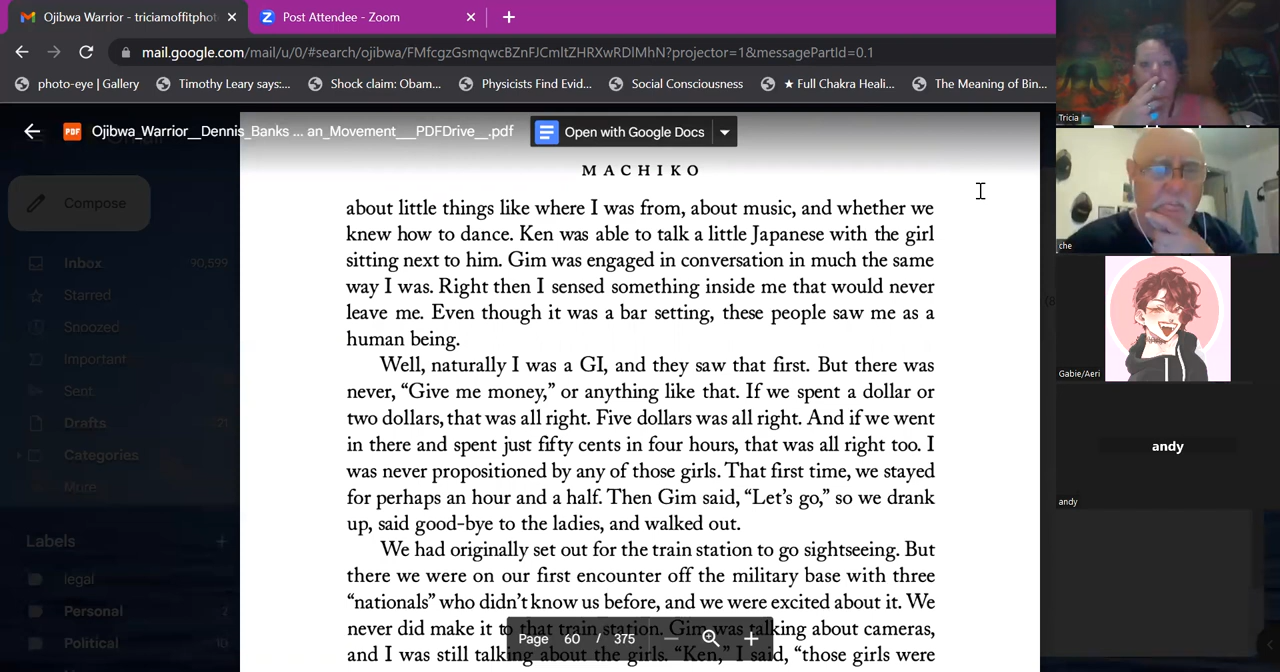 Ojibwa Warrior - triciamoffitphot
Post Attendee - Zoom
mail.google.com/mail/u/0/#search/ojibwa/FMfcgzGsmqwcBZnFJCmltZHRXwRDlMhN?projector=1&messagePartId=0.1
photo-eye | Gallery
Timothy Leary says:...
Shock claim: Obam...
Physicists Find Evid...
Social Consciousness
★ Full Chakra Heali...
The Meaning of Bin...
PDF
Ojibwa_Warrior__Dennis_Banks ... an_Movement___PDFDrive__.pdf
Open with Google Docs
Compose
Inbox 90,599
Starred
Snoozed
Important
Sent
Drafts 21
Categories
More
Labels
legal
Personal
Political 10
MACHIKO
about little things like where I was from, about music, and whether we
knew how to dance. Ken was able to talk a little Japanese with the girl
sitting next to him. Gim was engaged in conversation in much the same
way I was. Right then I sensed something inside me that would never
leave me. Even though it was a bar setting, these people saw me as a
human being.
Well, naturally I was a GI, and they saw that first. But there was
never, “Give me money,” or anything like that. If we spent a dollar or
two dollars, that was all right. Five dollars was all right. And if we went
in there and spent just fifty cents in four hours, that was all right too. I
was never propositioned by any of those girls. That first time, we stayed
for perhaps an hour and a half. Then Gim said, “Let’s go,” so we drank
up, said good-bye to the ladies, and walked out.
We had originally set out for the train station to go sightseeing. But
there we were on our first encounter off the military base with three
“nationals” who didn’t know us before, and we were excited about it. We
never did make it to that train station. Gim was talking about cameras,
and I was still talking about the girls. “Ken,” I said, “those girls were
Page 60 / 375
Tricia
che
Gabie/Aeri
andy
andy